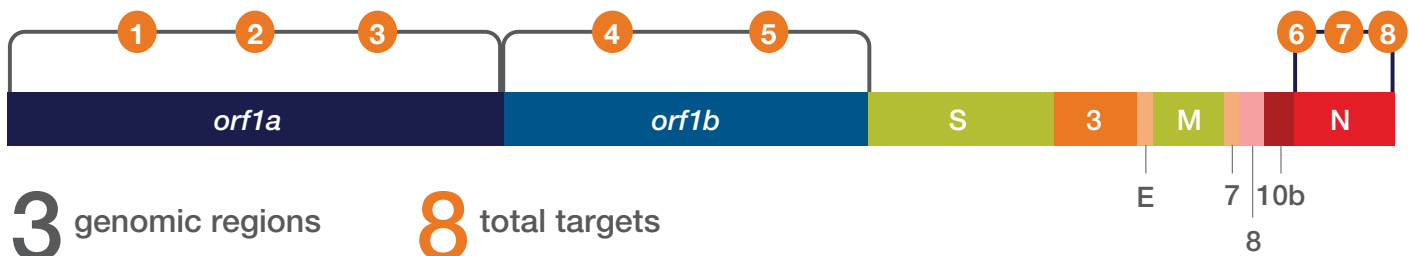 1 2 3 4 5 6 7 8
orf1a orf1b S 3 M N
E 7 10b
8
3 genomic regions 8 total targets